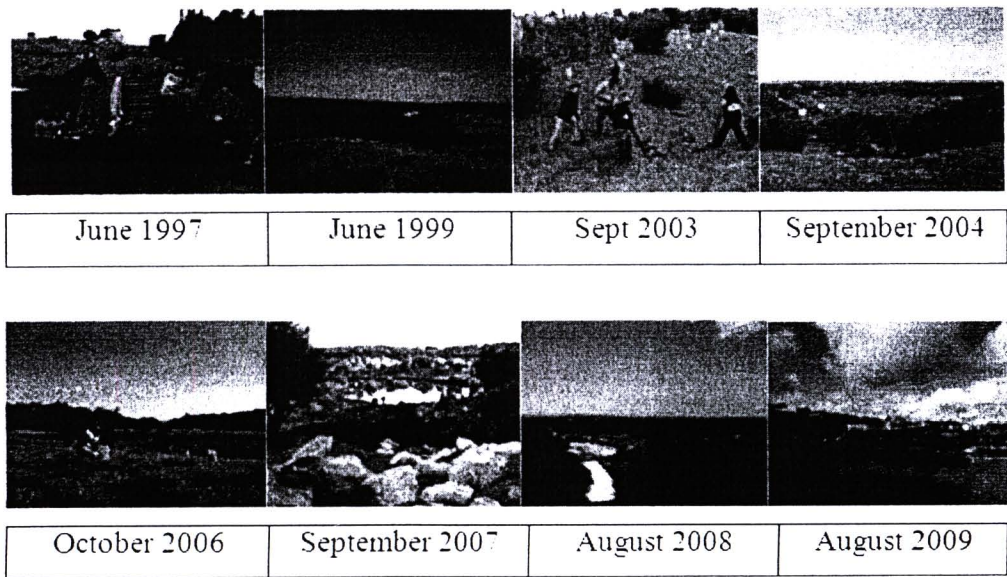 June 1997
June 1999
Sept 2003
September 2004
October 2006
September 2007
August 2008
August 2009